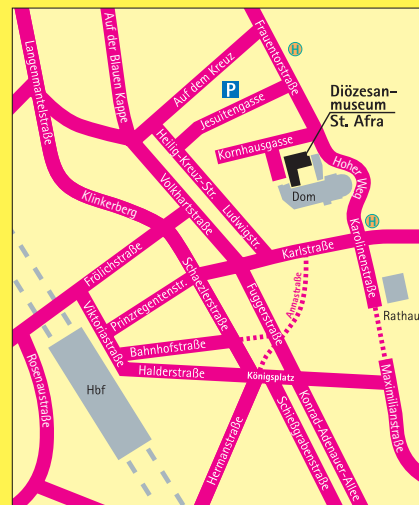 Langenmantelstraße
Auf der Blauen Kappe
Auf dem Kreuz
Frauentorstraße
H
P
Jesuitengasse
Diözesan-
museum
St. Afra
Kornhausgasse
Heilig-Kreuz-Str.
Hoher Weg
Klinkerberg
Volkhartstraße
Dom
Ludwigstr.
H
Karolinenstraße
Karlstraße
Frölichstraße
Schaezlerstraße
Prinzregentenstr.
Fuggerstraße
Annastraße
Viktoriastraße
Rathau
Bahnhofstraße
Rosenaustraße
Halderstraße
Königsplatz
Hbf
Maximilianstraße
Hermanstraße
Schießgrabenstraße
Konrad-Adenauer-Allee